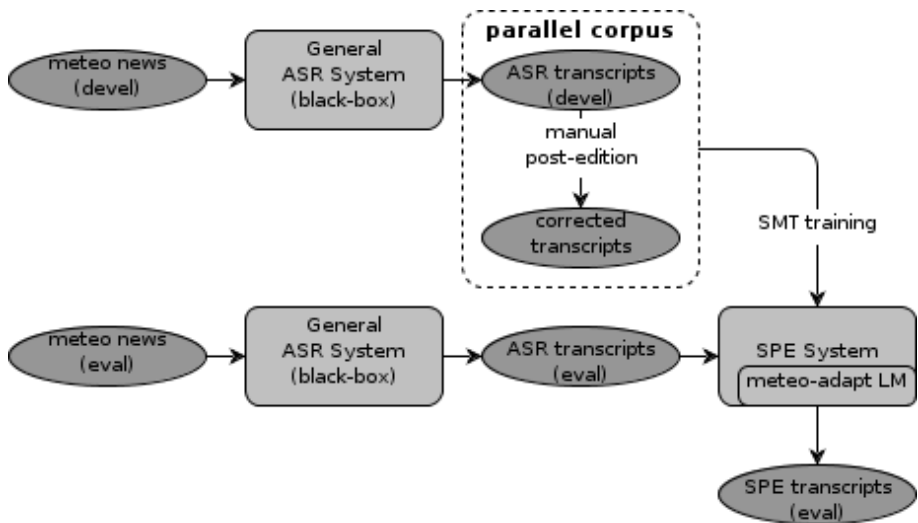 parallel corpus
meteo news
(devel)
General
ASR System
(black-box)
ASR transcripts
(devel)
manual
post-edition
corrected
transcripts
SMT training
meteo news
(eval)
General
ASR System
(black-box)
ASR transcripts
(eval)
SPE System
meteo-adapt LM
SPE transcripts
(eval)